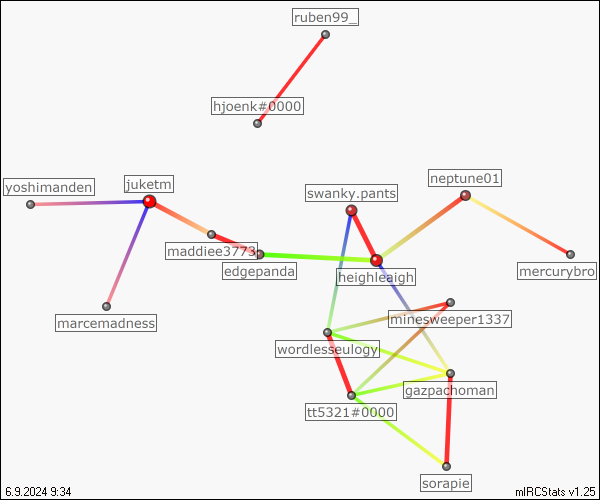 ruben99_
hjoenk#0000
yoshimanden
juketm
neptune01
swanky.pants
maddiee3773
edgepanda
heighleaigh
mercurybro
marcemadness
minesweeper1337
wordlesseulogy
gazpachoman
tt5321#0000
sorapie
6.9.2024 9:34
mIRCStats v1.25